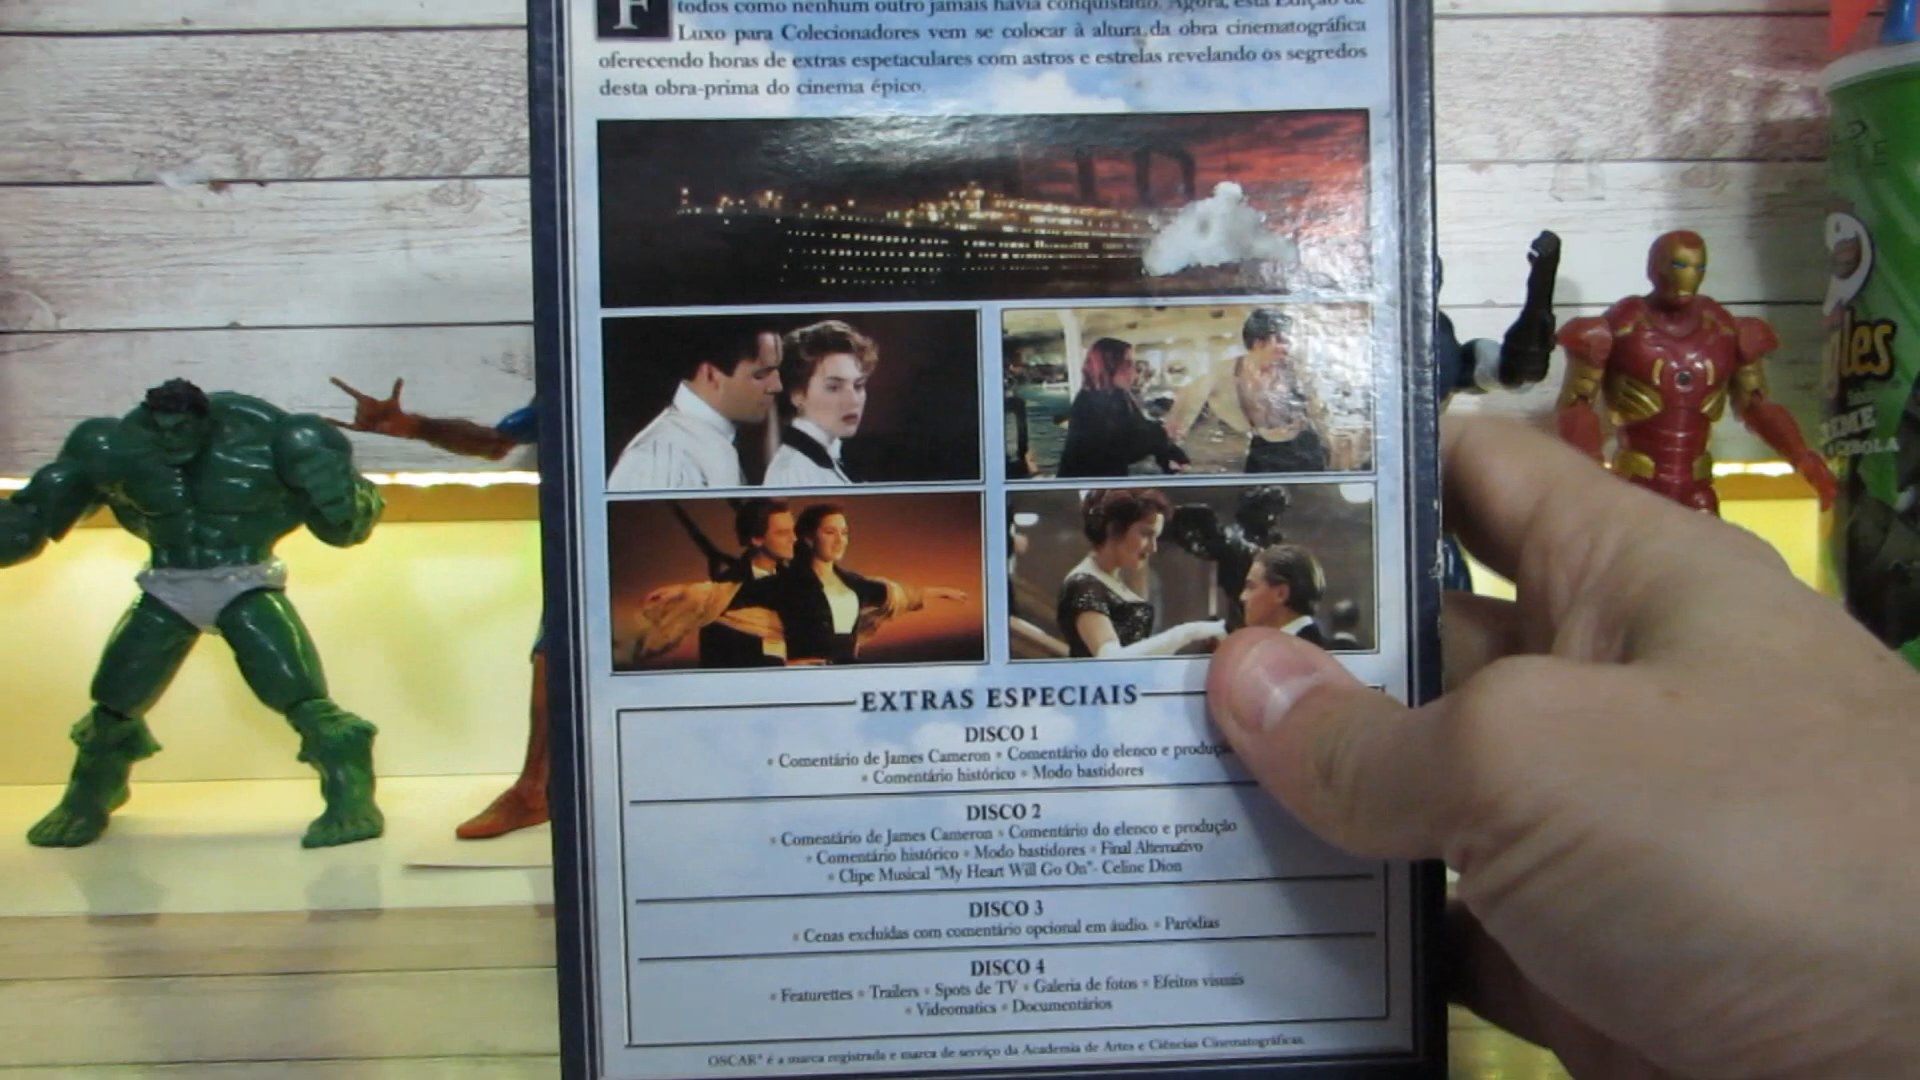 F
todos como nenhum outro jamais havia conquistado. Agora, esta Edição de
Luxo para Colecionadores vem se colocar à altura da obra cinematográfica
oferecendo horas de extras espetaculares com astros e estrelas revelando os segredos
desta obra-prima do cinema épico.
EXTRAS ESPECIAIS
DISCO 1
• Comentário de James Cameron • Comentário do elenco e produção
• Comentário histórico • Modo bastidores
DISCO 2
• Comentário de James Cameron • Comentário do elenco e produção
• Comentário histórico • Modo bastidores • Final Alternativo
• Clipe Musical "My Heart Will Go On"- Celine Dion
DISCO 3
• Cenas excluídas com comentário opcional em áudio. • Paródias
DISCO 4
• Featurettes • Trailers • Spots de TV • Galeria de fotos • Efeitos visuais
• Videomatics • Documentários
OSCAR® é a marca registrada e marca de serviço da Academia de Artes e Ciências Cinematográficas.
gles